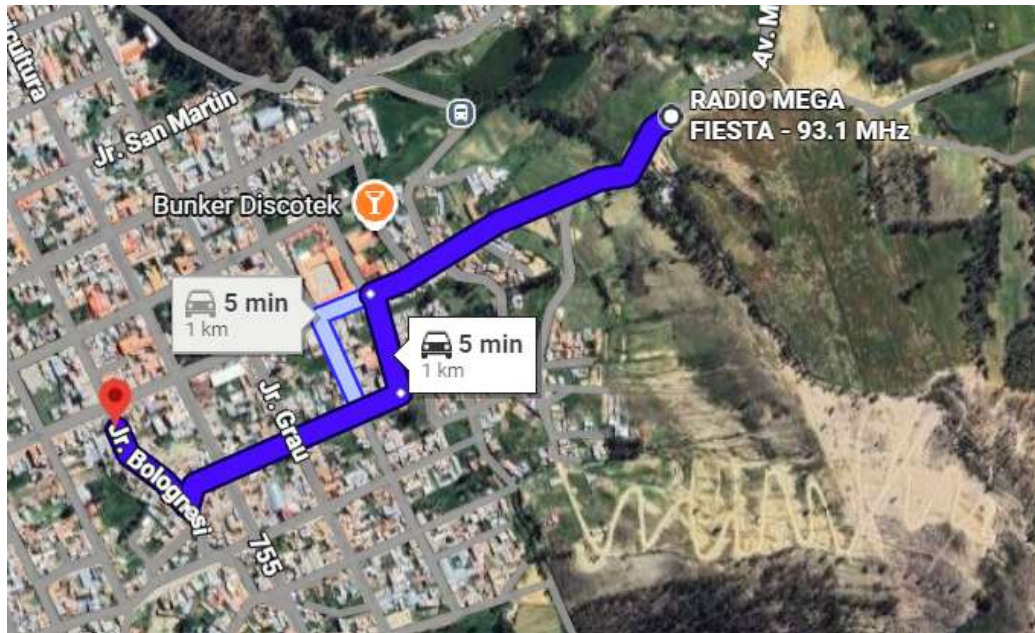 icultura
Jr. San Martin
Av. M
RADIO MEGA
FIESTA - 93.1 MHz
Bunker Discotek
5 min
1 km
5 min
1 km
Jr. Grau
Jr. Bolognesi
755